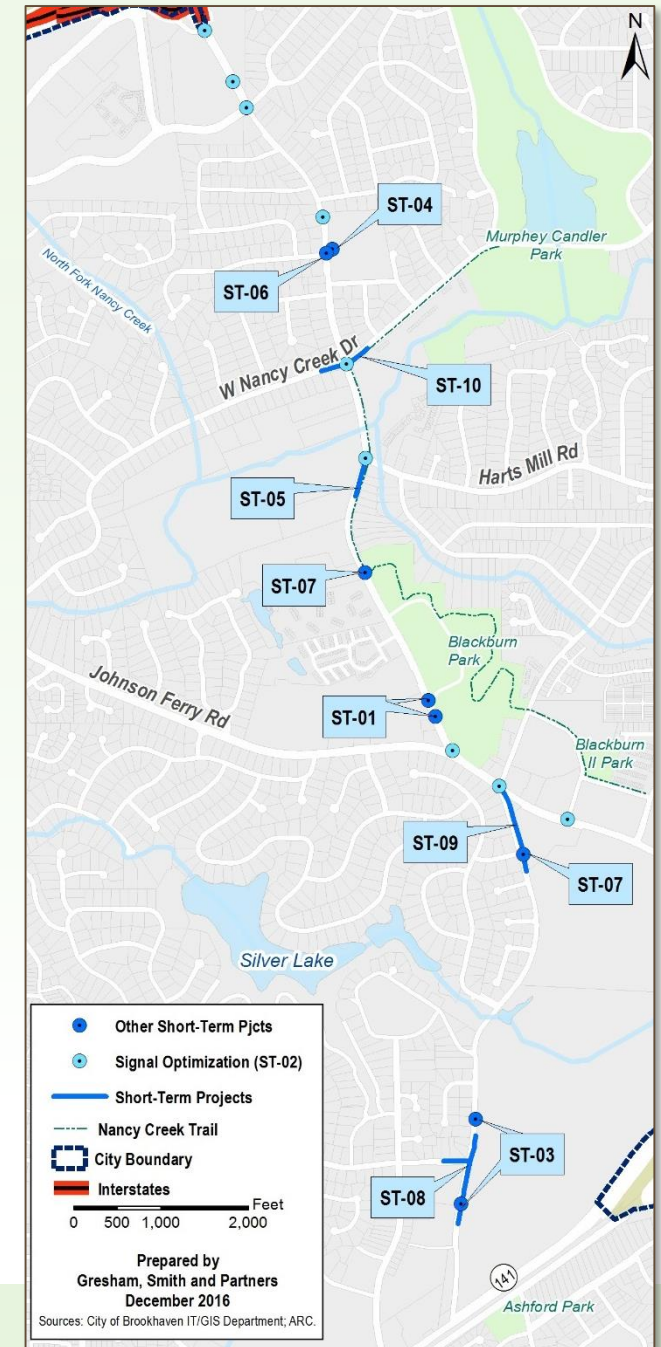 N
ST-04
Murphey Candler
Park
ST-06
North Fork Nancy Creek
W Nancy Creek Dr
ST-10
Harts Mill Rd
ST-05
ST-07
Blackburn
Park
Johnson Ferry Rd
ST-01
Blackburn
II Park
ST-09
ST-07
Silver Lake
Other Short-Term Pjcts
Signal Optimization (ST-02)
Short-Term Projects
Nancy Creek Trail
City Boundary
Interstates
Feet
0 500 1,000 2,000
Prepared by
Gresham, Smith and Partners
December 2016
Sources: City of Brookhaven IT/GIS Department; ARC.
ST-03
ST-08
141
Ashford Park